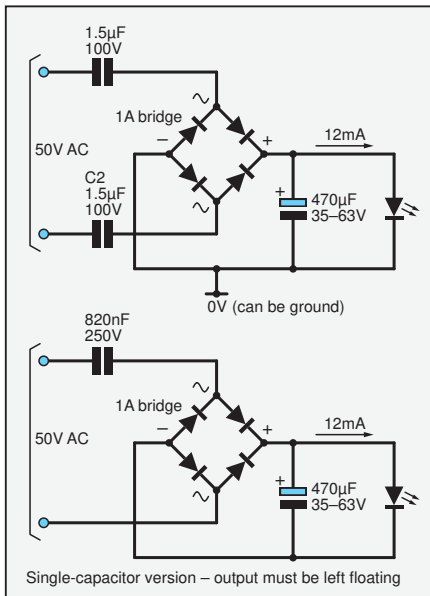 1.5µF
100V
1A bridge
–
+
12mA
50V AC
C2
1.5µF
100V
+
470µF
35–63V
0V (can be ground)
820nF
250V
1A bridge
–
+
12mA
50V AC
+
470µF
35–63V
Single-capacitor version – output must be left floating